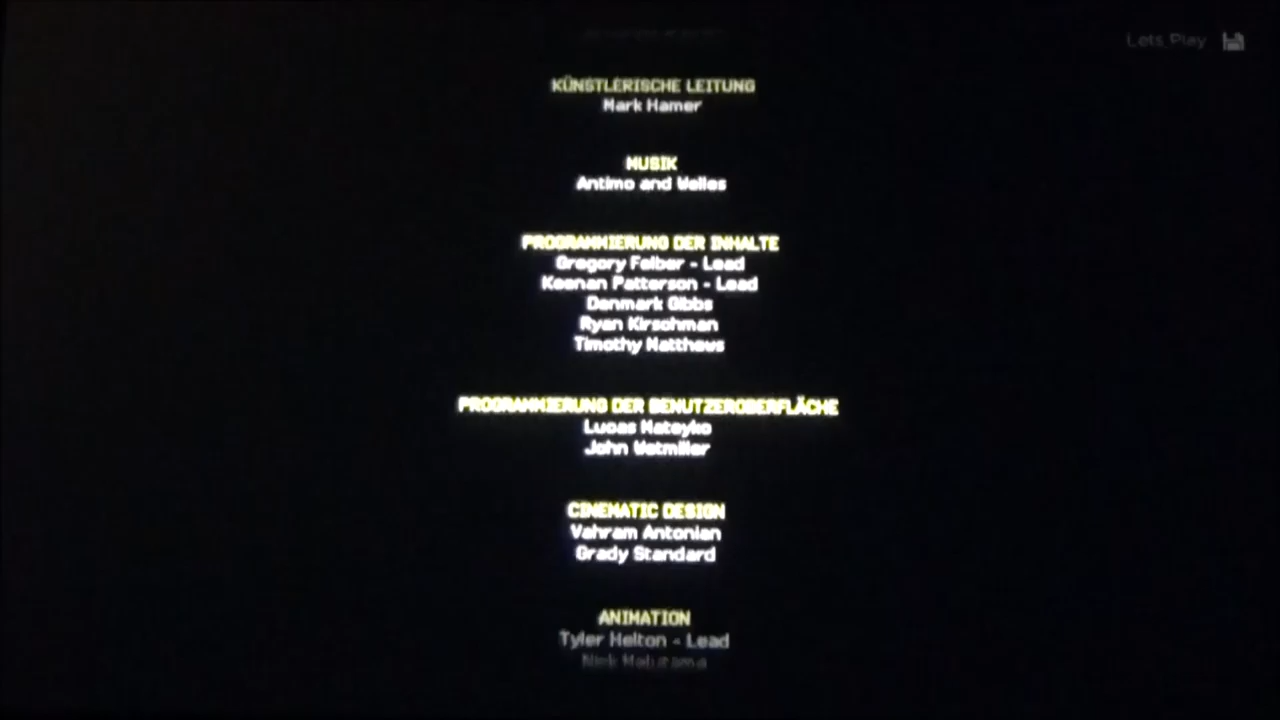 Lets_Play
KÜNSTLERISCHE LEITUNG
Mark Hamer
MUSIK
Antimo and Welles
PROGRAMMIERUNG DER INHALTE
Gregory Felber - Lead
Keenan Patterson - Lead
Denmark Gibbs
Ryan Kirschman
Timothy Matthews
PROGRAMMIERUNG DER BENUTZEROBERFLÄCHE
Lucas Mateyko
John Wetmiller
CINEMATIC DESIGN
Vahram Antonian
Grady Standard
ANIMATION
Tyler Helton - Lead